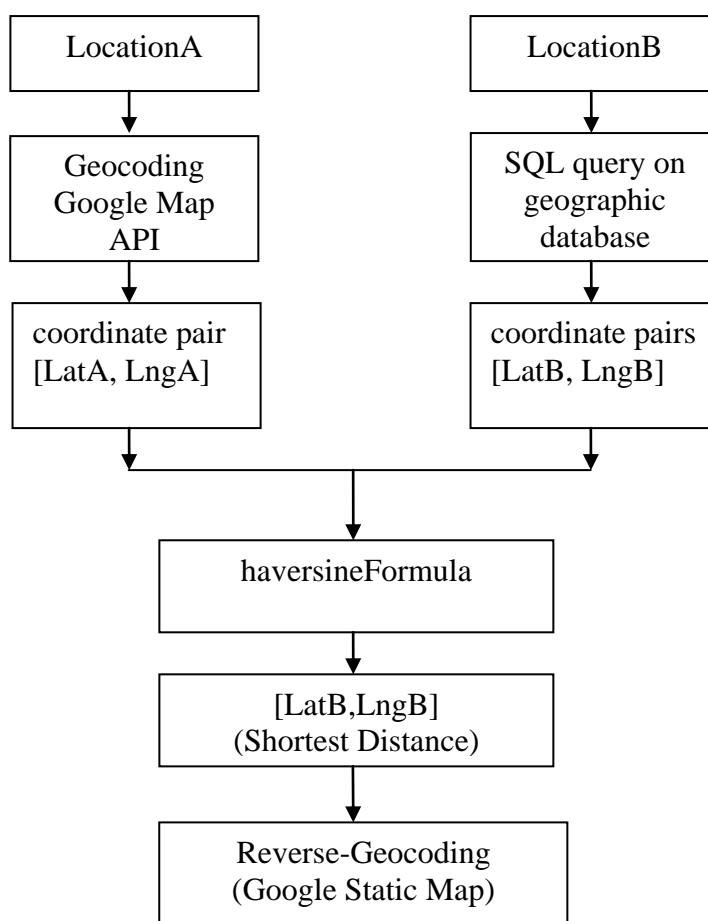 LocationA
LocationB
Geocoding
Google Map
API
SQL query on
geographic
database
coordinate pair
[LatA, LngA]
coordinate pairs
[LatB, LngB]
haversineFormula
[LatB,LngB]
(Shortest Distance)
Reverse-Geocoding
(Google Static Map)